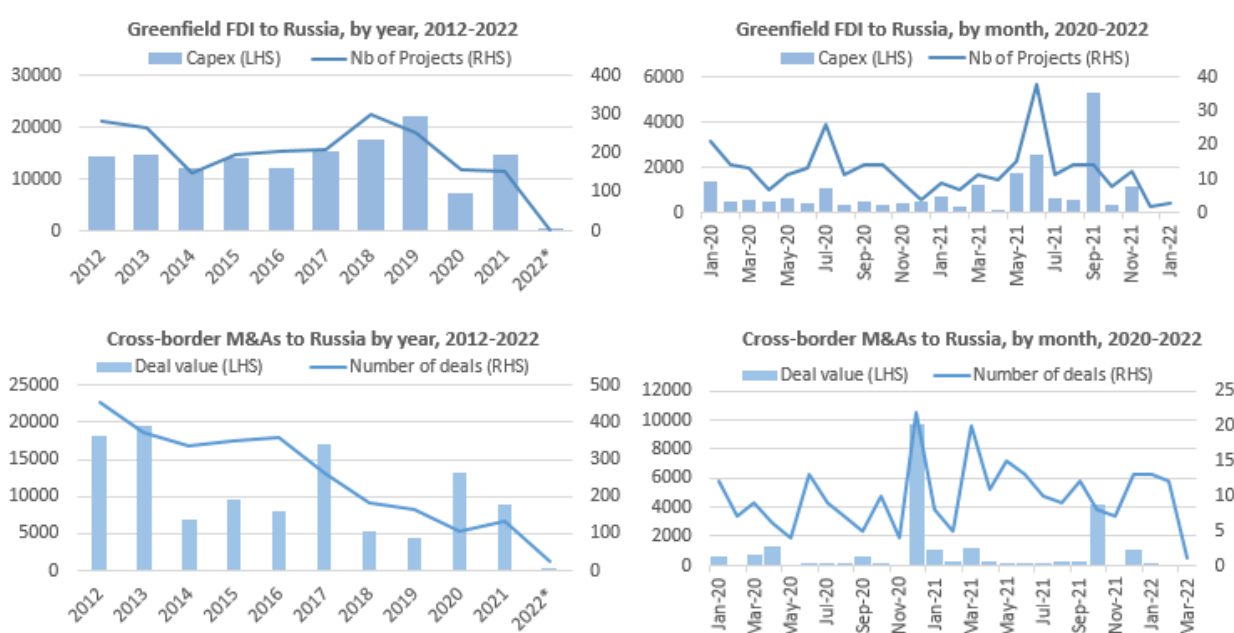 Greenfield FDI to Russia, by year, 2012-2022
Capex (LHS) Nb of Projects (RHS)
30000 400
20000 300
200
10000 100
0 0
2012 2013 2014 2015 2016 2017 2018 2019 2020 2021 2022*
Greenfield FDI to Russia, by month, 2020-2022
Capex (LHS) Nb of Projects (RHS)
6000 40
4000 30
20
2000 10
0 0
Jan-20 Mar-20 May-20 Jul-20 Sep-20 Nov-20 Jan-21 Mar-21 May-21 Jul-21 Sep-21 Nov-21 Jan-22
Cross-border M&As to Russia by year, 2012-2022
Deal value (LHS) Number of deals (RHS)
25000 500
20000 400
15000 300
10000 200
5000 100
0 0
2012 2013 2014 2015 2016 2017 2018 2019 2020 2021 2022*
Cross-border M&As to Russia, by month, 2020-2022
Deal value (LHS) Number of deals (RHS)
12000 25
10000 20
8000 15
6000 10
4000 5
2000 0
0
Jan-20 Mar-20 May-20 Jul-20 Sep-20 Nov-20 Jan-21 Mar-21 May-21 Jul-21 Sep-21 Nov-21 Jan-22 Mar-22